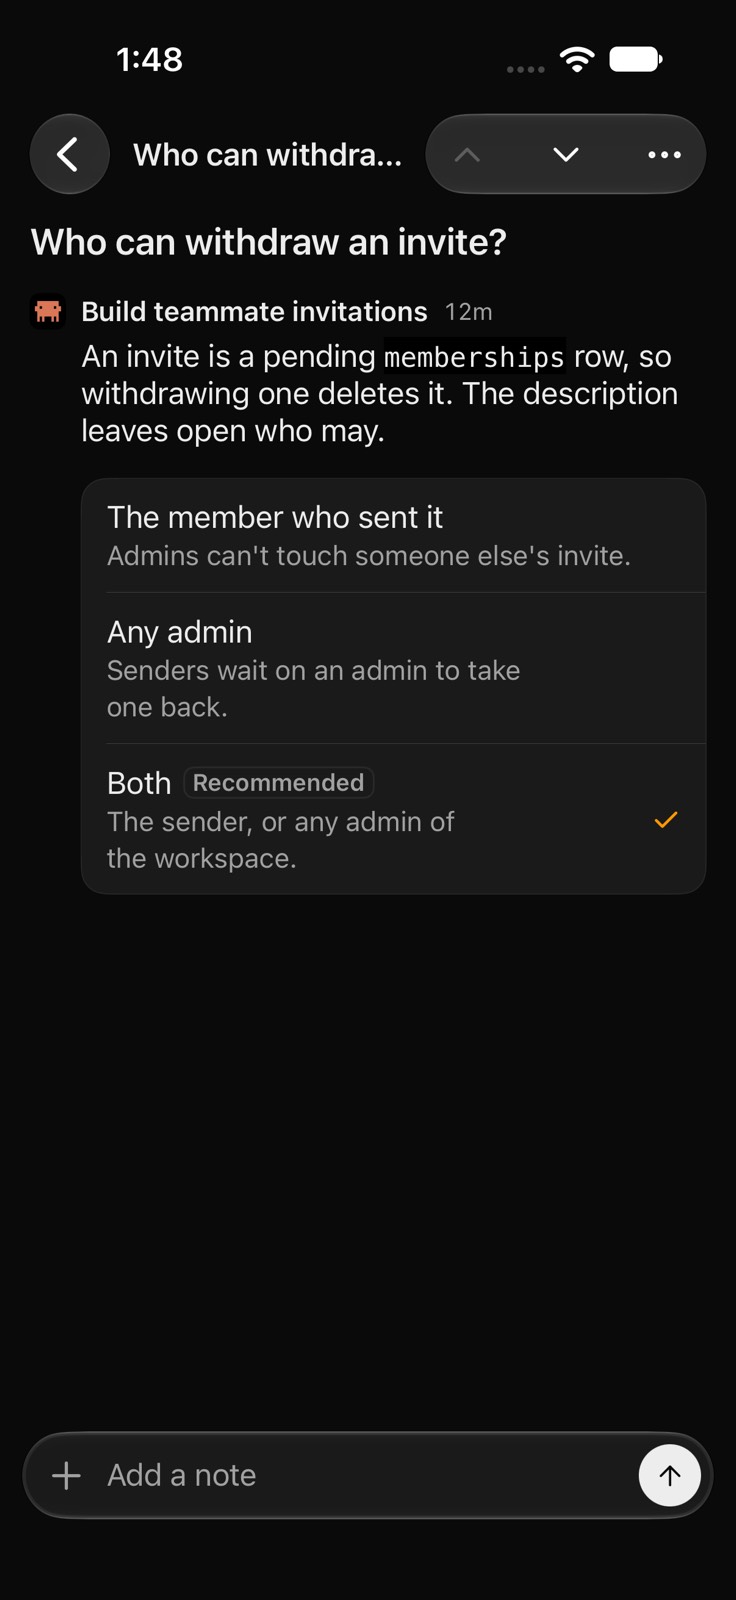 1:48
Who can withdra...
Who can withdraw an invite?
Build teammate invitations 12m
An invite is a pending memberships row, so
withdrawing one deletes it. The description
leaves open who may.
The member who sent it
Admins can't touch someone else's invite.
Any admin
Senders wait on an admin to take
one back.
Both Recommended
The sender, or any admin of
the workspace.
Add a note